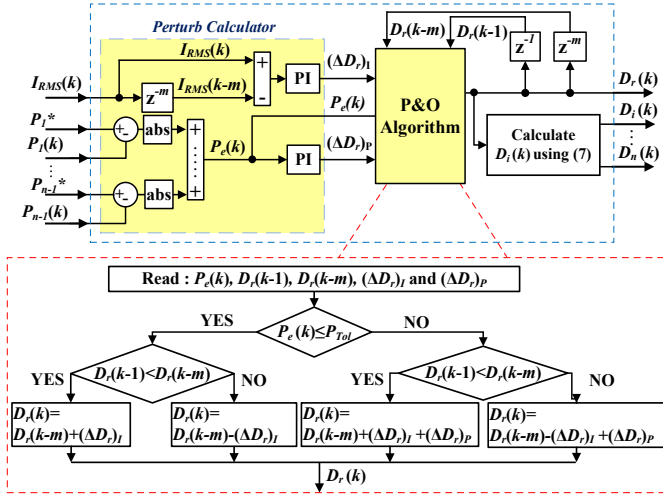 Perturb Calculator
D_r(k-m) D_r(k-1)
z^-1 z^-m
I_RMS(k)
I_RMS(k)
z^-m
I_RMS(k-m)
+
-
PI
(ΔD_r)_I
P_1*
P_1(k)
⋮
P_n-1*
P_n-1(k)
+-
abs
+-
abs
+
⋮
+
P_e(k)
PI
P_e(k)
(ΔD_r)_P
P&O
Algorithm
D_r(k)
Calculate
D_i(k) using (7)
D_i(k)
⋮
D_n(k)
Read : P_e(k), D_r(k-1), D_r(k-m), (ΔD_r)_I and (ΔD_r)_P
YES
P_e(k)≤P_Tol
NO
YES
D_r(k-1)<D_r(k-m)
NO
YES
D_r(k-1)<D_r(k-m)
NO
D_r(k)=
D_r(k-m)+(ΔD_r)_I
D_r(k)=
D_r(k-m)-(ΔD_r)_I
D_r(k)=
D_r(k-m)+(ΔD_r)_I +(ΔD_r)_P
D_r(k)=
D_r(k-m)-(ΔD_r)_I +(ΔD_r)_P
D_r(k)